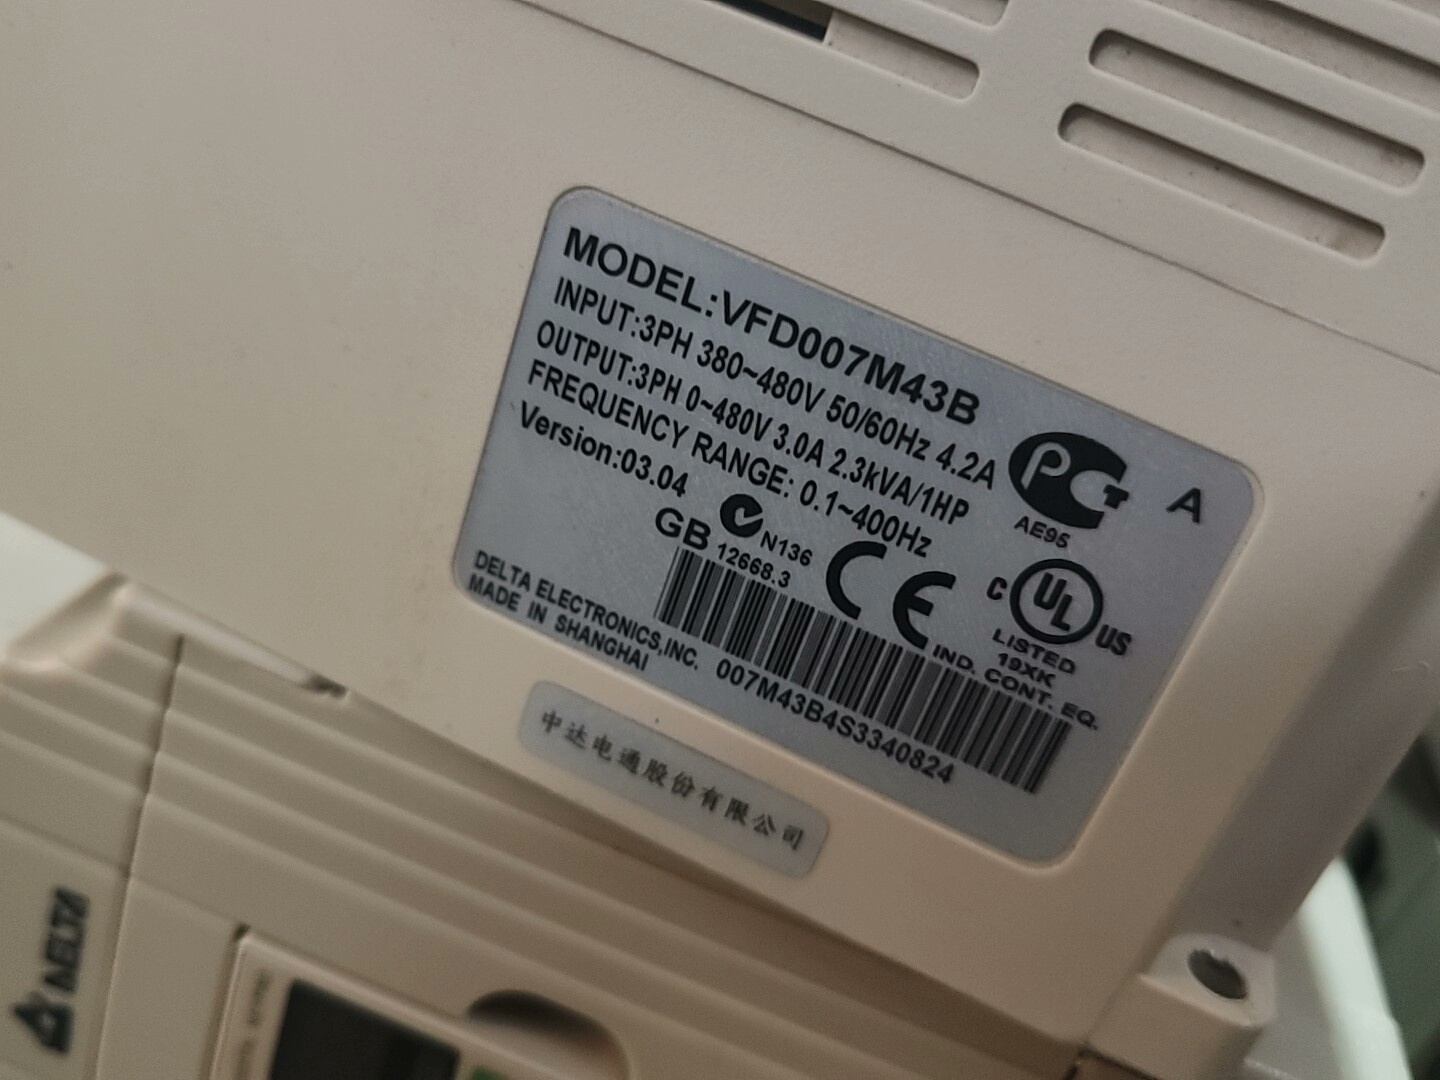 MODEL:VFD007M43B
INPUT:3PH 380~480V 50/60Hz 4.2A
OUTPUT:3PH 0~480V 3.0A 2.3kVA/1HP
FREQUENCY RANGE: 0.1~400Hz
Version:03.04
PCT
AE95
A
N136
GB 12668.3
CE
C UL US
LISTED
19XK
IND. CONT. EQ.
DELTA ELECTRONICS,INC.
MADE IN SHANGHAI
007M43B4S3340824
中达电通股份有限公司
DELTA